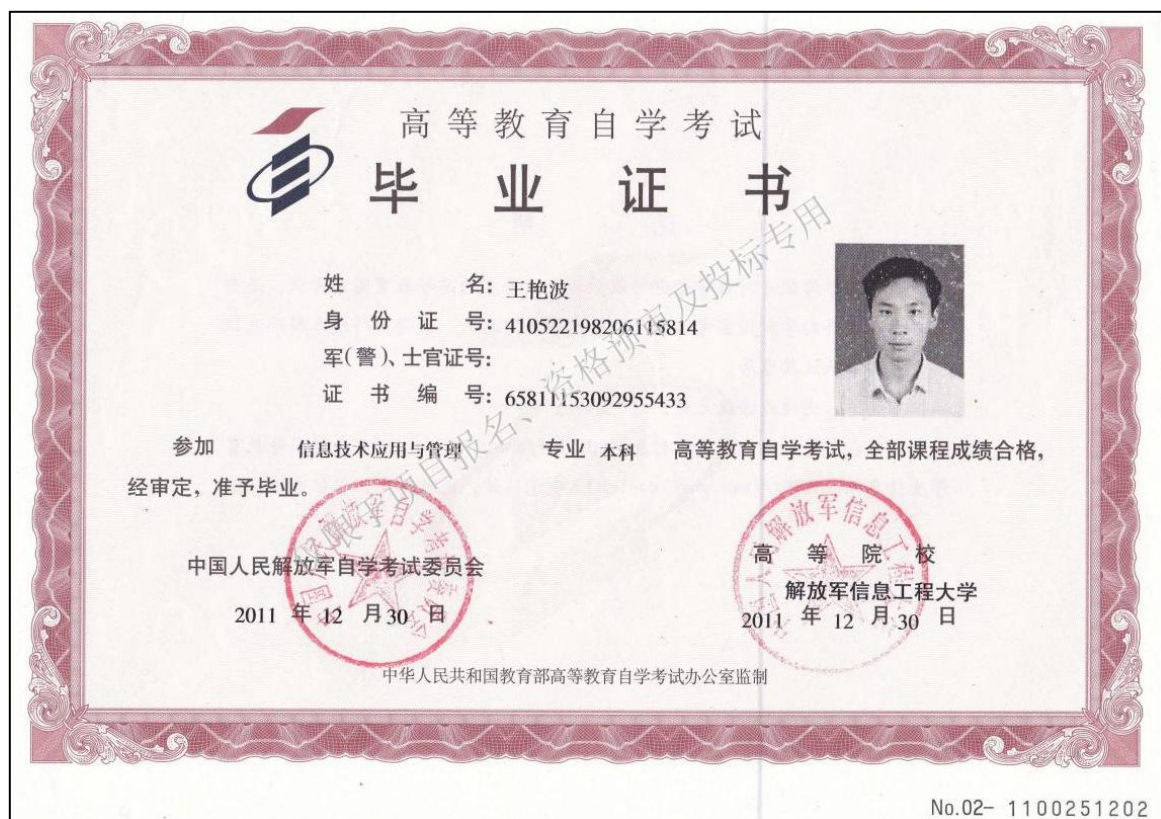 高等教育自学考试
毕业证书
姓名: 王艳波
身份证号: 410522198206115814
军(警)、士官证号:
证书编号: 65811153092955433
参加 信息技术应用与管理 专业 本科 高等教育自学考试,全部课程成绩合格,
经审定,准予毕业。
中国人民解放军自学考试委员会
2011 年 12 月 30 日
高等院校
解放军信息工程大学
2011 年 12 月 30 日
中华人民共和国教育部高等教育自学考试办公室监制
No.02- 1100251202
仅限于项目报名、资格预审及投标专用